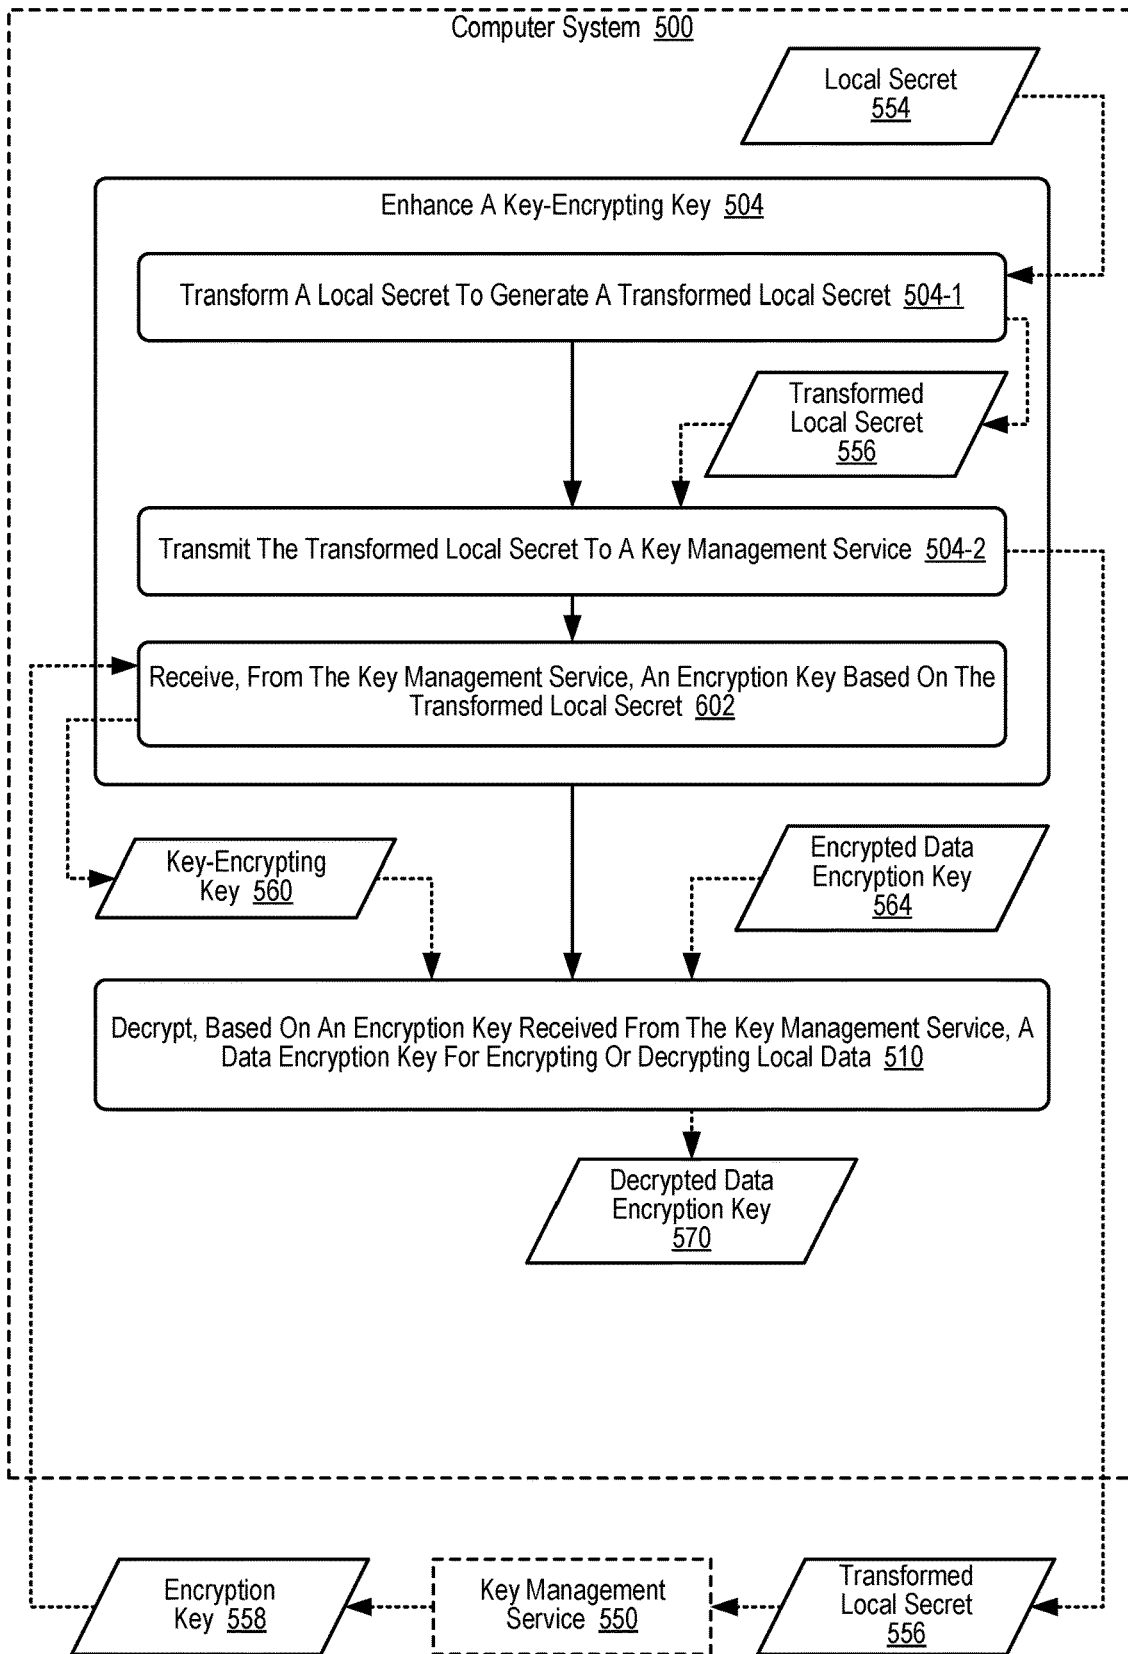 Computer System 500
Local Secret
554
Enhance A Key-Encrypting Key 504
Transform A Local Secret To Generate A Transformed Local Secret 504-1
Transformed
Local Secret
556
Transmit The Transformed Local Secret To A Key Management Service 504-2
Receive, From The Key Management Service, An Encryption Key Based On The
Transformed Local Secret 602
Key-Encrypting
Key 560
Encrypted Data
Encryption Key
564
Decrypt, Based On An Encryption Key Received From The Key Management Service, A
Data Encryption Key For Encrypting Or Decrypting Local Data 510
Decrypted Data
Encryption Key
570
Encryption
Key 558
Key Management
Service 550
Transformed
Local Secret
556